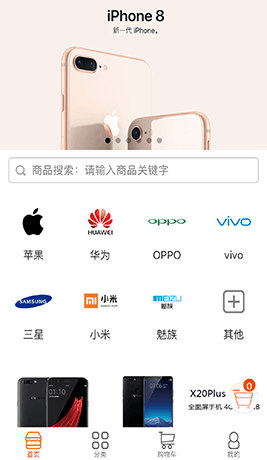 iPhone 8
新一代 iPhone。
商品搜索：请输入商品关键字
HUAWEI
oppo
vivo
苹果
华为
OPPO
vivo
SAMSUNG
小米
MEIZU
魅族
三星
小米
魅族
其他
X20Plus
全面屏手机 4G
0
首页
分类
购物车
我的